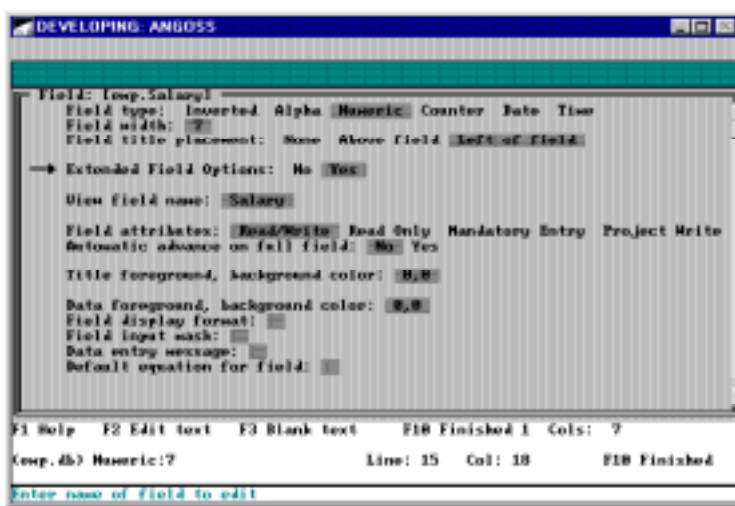 DEVELOPING: ANGOSS
Field: [emp.Salary]
Field type: Inverted Alpha Numeric Counter Date Time
Field width: 7
Field title placement: None Above field Left of field
Extended Field Options: No Yes
View field name: Salary
Field attributes: Read/Write Read Only Mandatory Entry Project Write
Automatic advance on full field: No Yes
Title foreground, background color: 0,0
Data foreground, background color: 0,0
Field display format:
Field input mask:
Data entry message:
Default equation for field:
F1 Help F2 Edit text F3 Blank text F10 Finished 1 Cols: 7
(emp.db) Numeric:7 Line: 15 Col: 18 F10 Finished
Enter name of field to edit